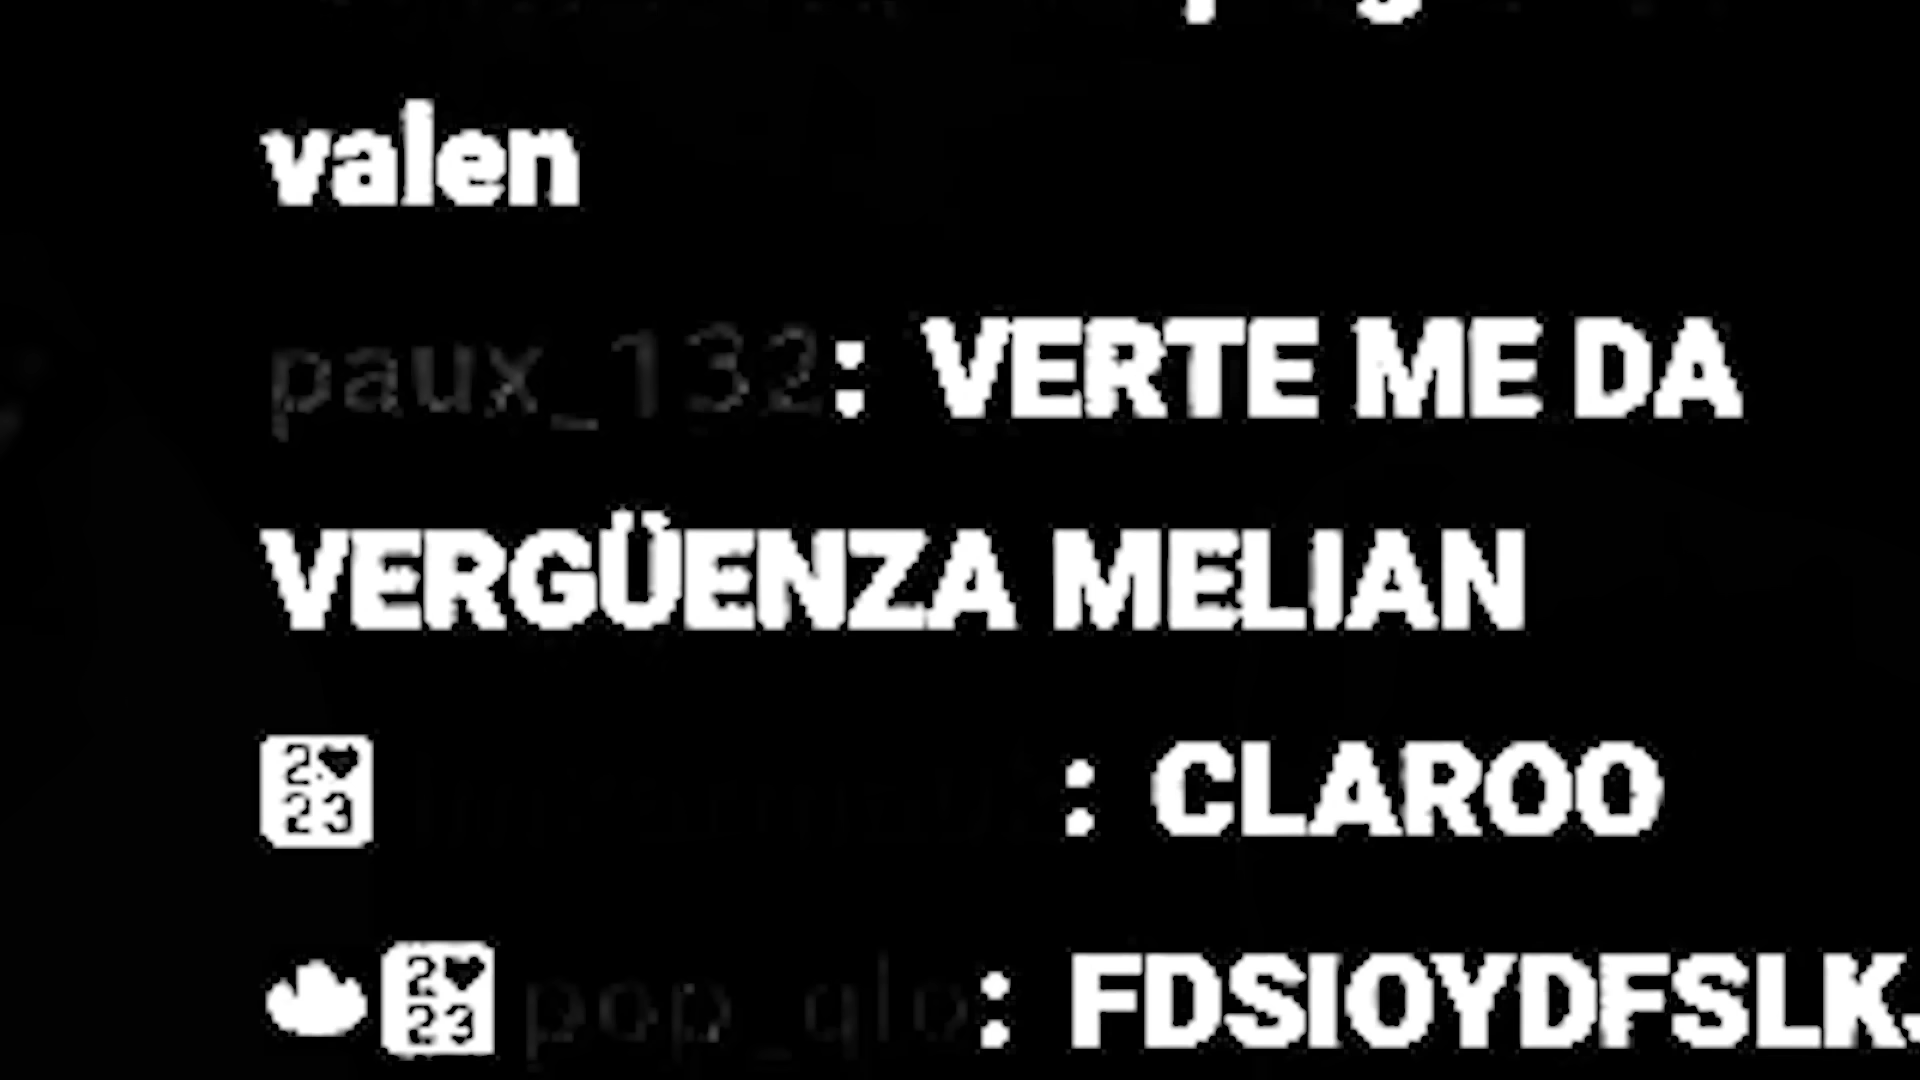 valen
paux_132: VERTE ME DA
VERGÜENZA MELIAN
: CLAROO
pop_glo: FDSIOYDFSLK